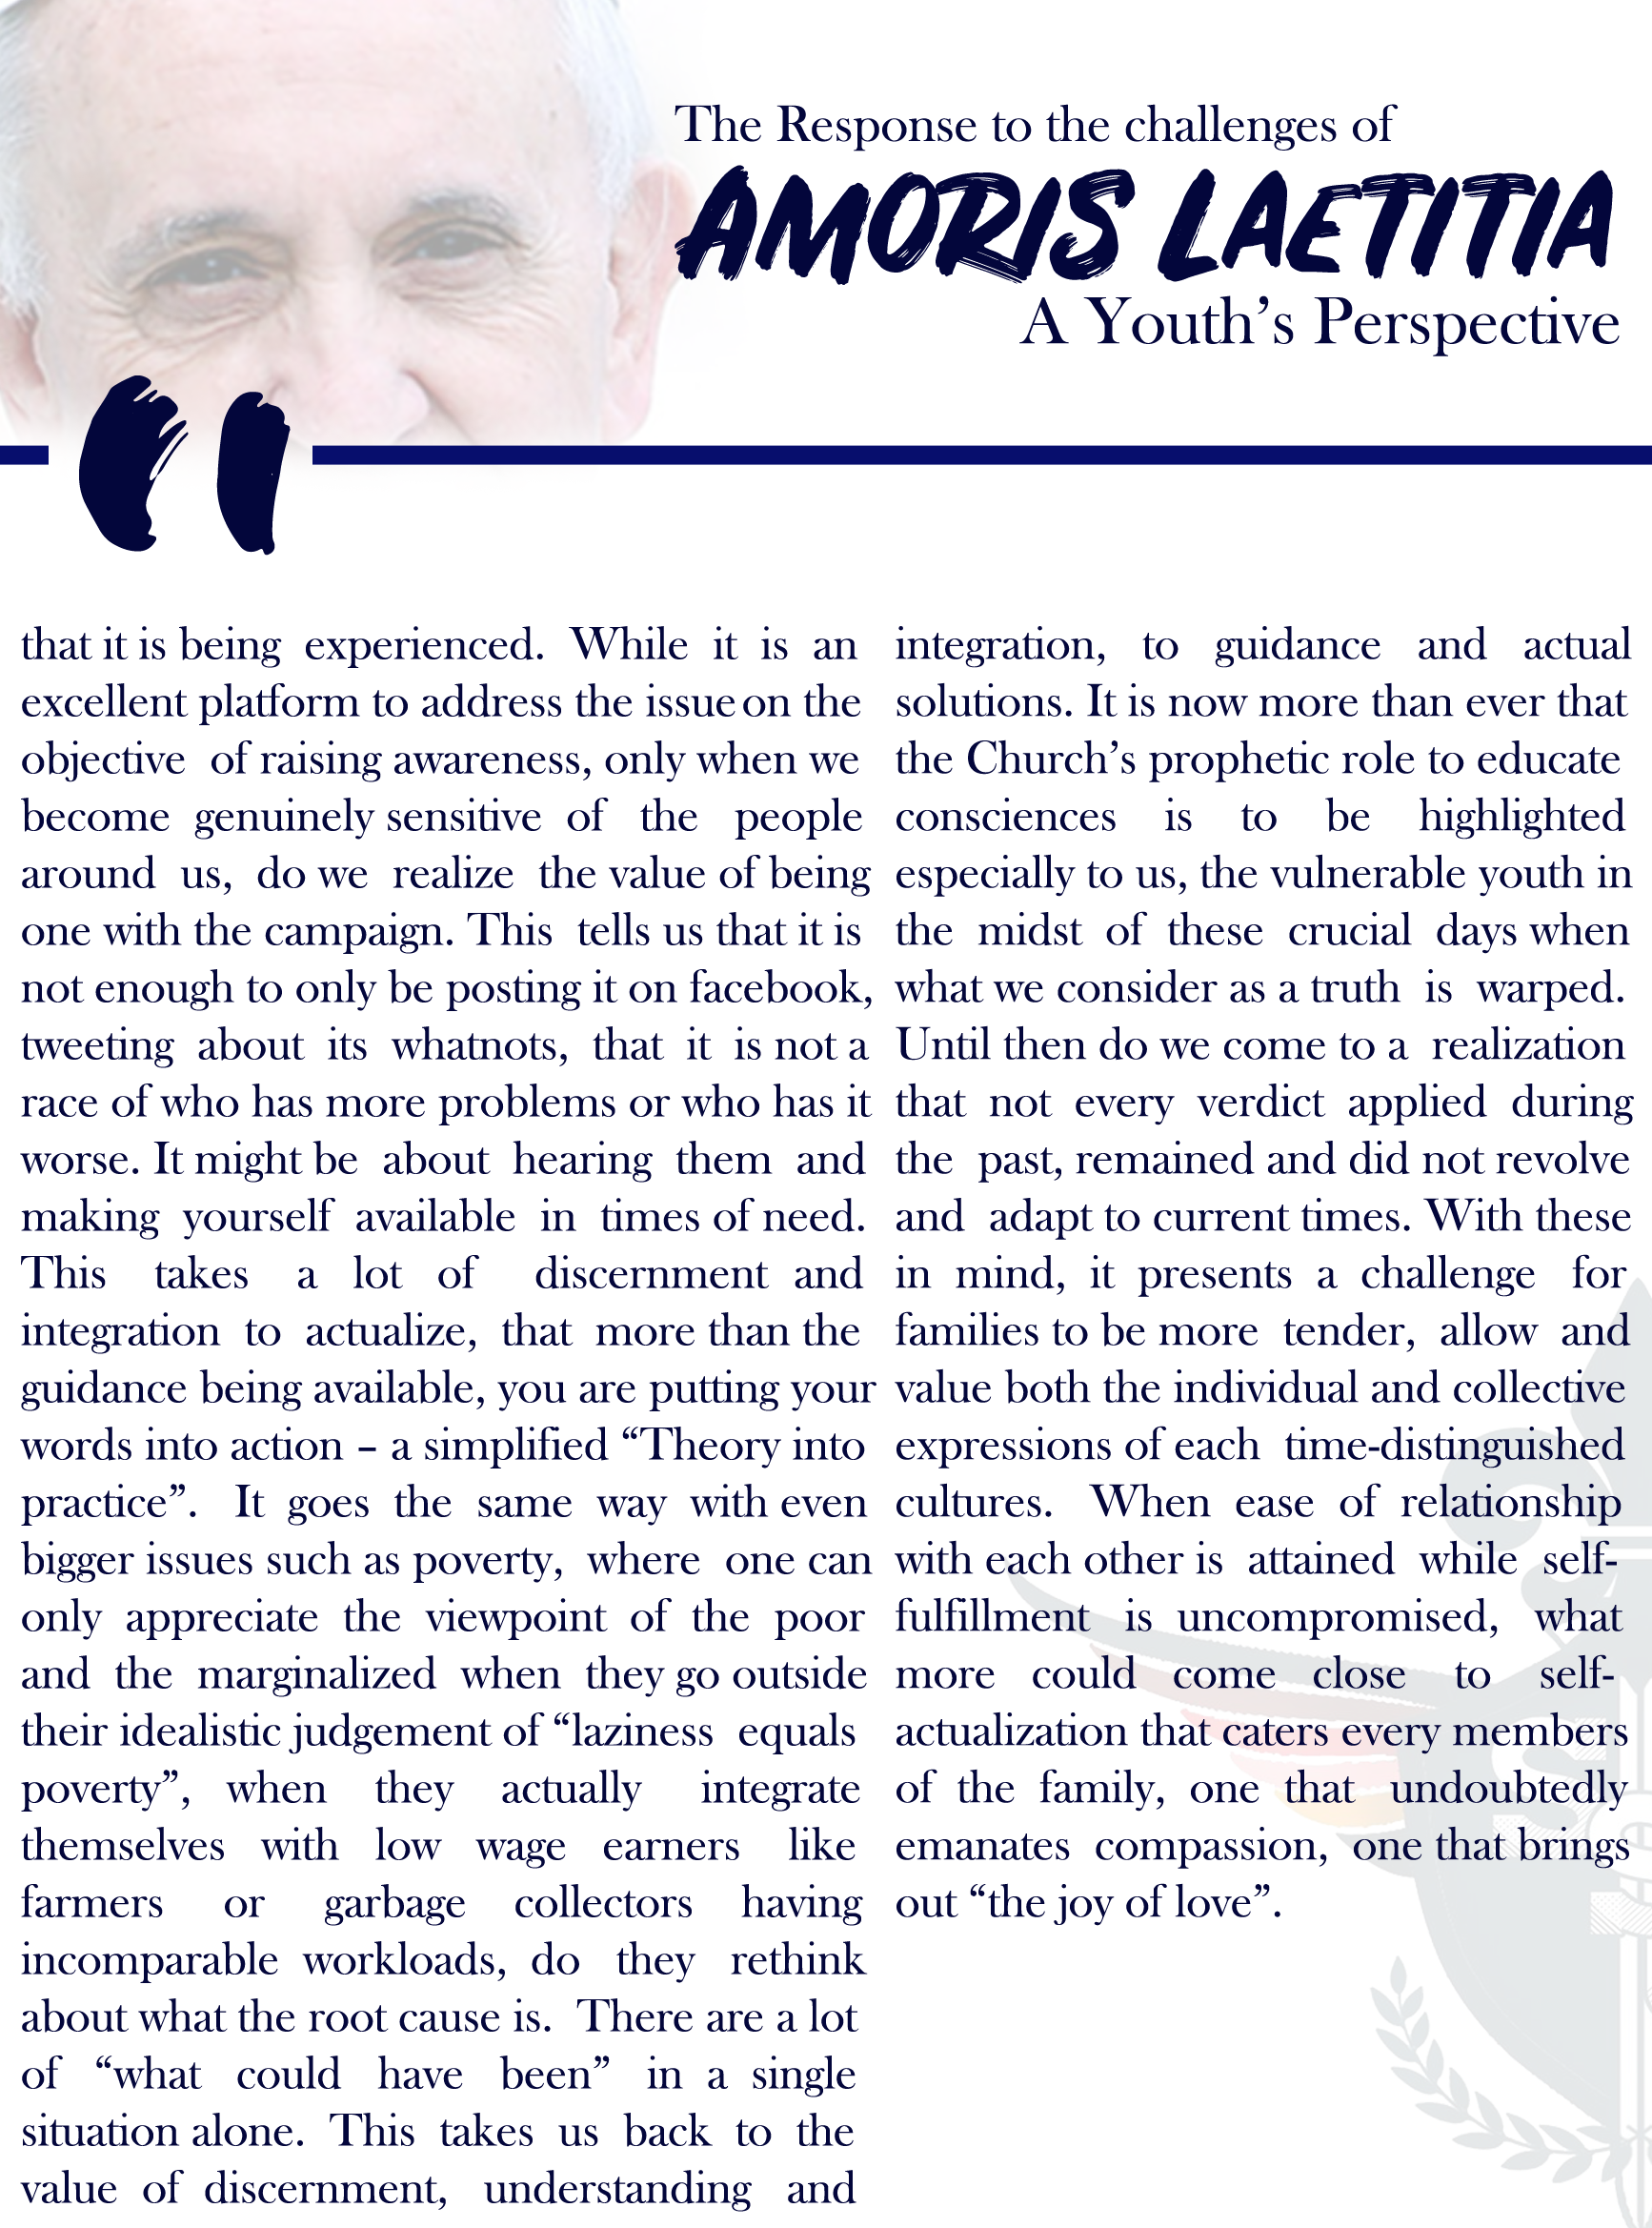 The Response to the challenges of
AMORIS LAETITIA
A Youth's Perspective
that it is being experienced. While it is an
excellent platform to address the issue on the
objective of raising awareness, only when we
become genuinely sensitive of the people
around us, do we realize the value of being
one with the campaign. This tells us that it is
not enough to only be posting it on facebook,
tweeting about its whatnots, that it is not a
race of who has more problems or who has it
worse. It might be about hearing them and
making yourself available in times of need.
This takes a lot of discernment and
integration to actualize, that more than the
guidance being available, you are putting your
words into action – a simplified “Theory into
practice”. It goes the same way with even
bigger issues such as poverty, where one can
only appreciate the viewpoint of the poor
and the marginalized when they go outside
their idealistic judgement of “laziness equals
poverty”, when they actually integrate
themselves with low wage earners like
farmers or garbage collectors having
incomparable workloads, do they rethink
about what the root cause is. There are a lot
of “what could have been” in a single
situation alone. This takes us back to the
value of discernment, understanding and
integration, to guidance and actual
solutions. It is now more than ever that
the Church’s prophetic role to educate
consciences is to be highlighted
especially to us, the vulnerable youth in
the midst of these crucial days when
what we consider as a truth is warped.
Until then do we come to a realization
that not every verdict applied during
the past, remained and did not revolve
and adapt to current times. With these
in mind, it presents a challenge for
families to be more tender, allow and
value both the individual and collective
expressions of each time-distinguished
cultures. When ease of relationship
with each other is attained while self-
fulfillment is uncompromised, what
more could come close to self-
actualization that caters every members
of the family, one that undoubtedly
emanates compassion, one that brings
out “the joy of love”.